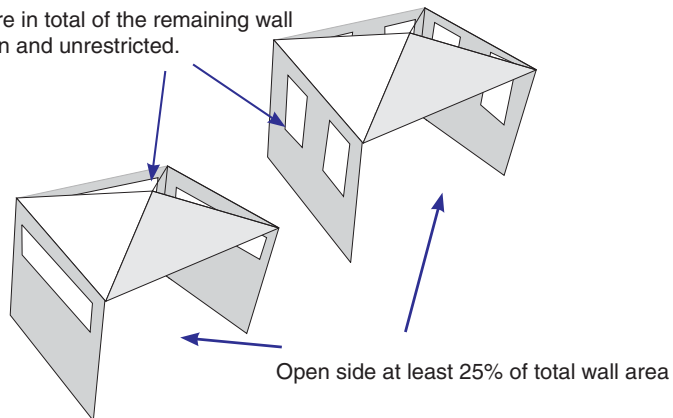 re in total of the remaining wall
n and unrestricted.
Open side at least 25% of total wall area